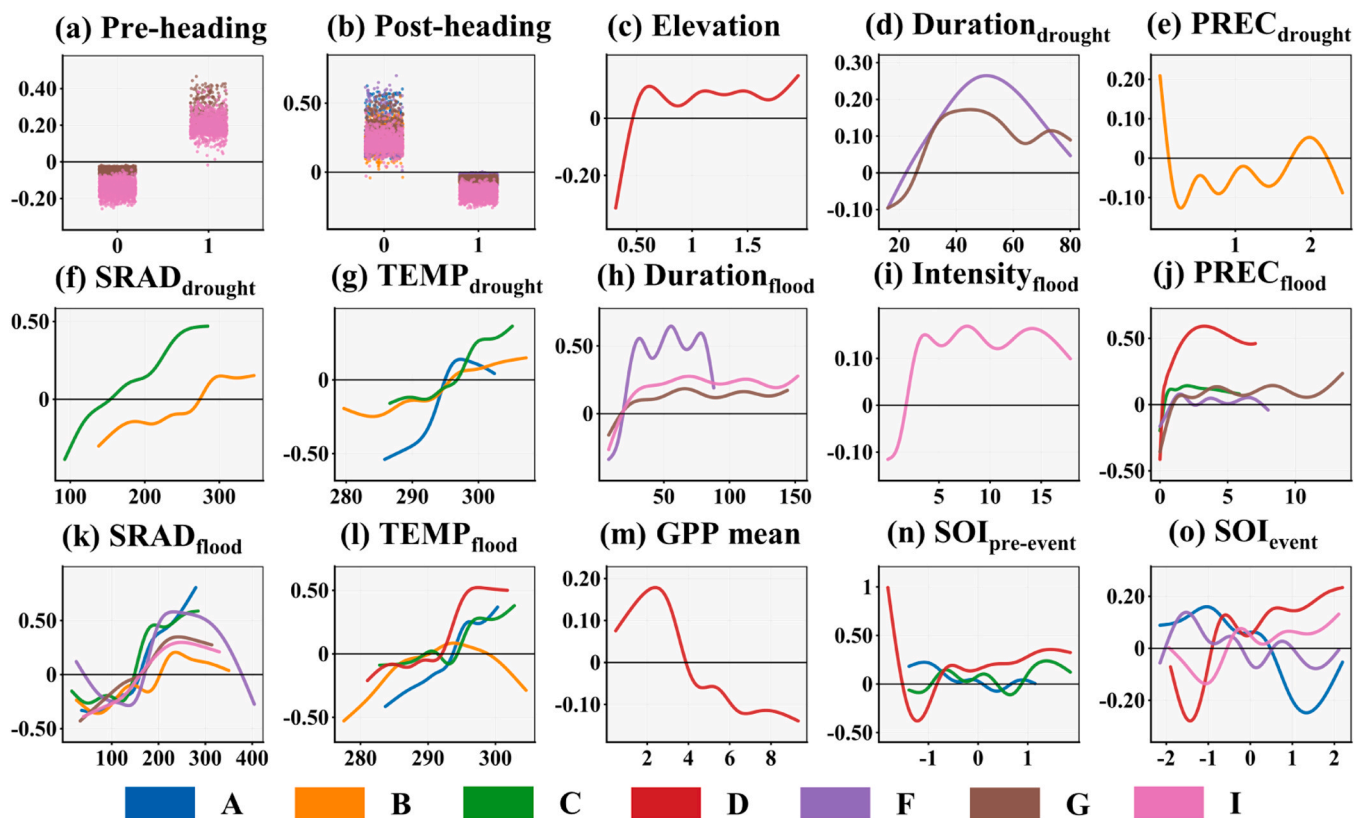 (a) Pre-heading
(b) Post-heading
(c) Elevation
(d) Duration drought
(e) PREC drought
0.40
0.20
0
-0.20
0 1
0.50
0
0 1
0
-0.20
0.50 1 1.5
0.30
0.20
0.10
0
-0.10
20 40 60 80
0.20
0.10
0
-0.10
1 2
(f) SRAD drought
(g) TEMP drought
(h) Duration flood
(i) Intensity flood
(j) PREC flood
0.50
0
-0.50
100 200 300
0
-0.50
280 290 300
0.50
0
50 100 150
0.10
0
-0.10
5 10 15
0.50
0
-0.50
0 5 10
(k) SRAD flood
(l) TEMP flood
(m) GPP mean
(n) SOI pre-event
(o) SOI event
0.50
0
-0.50
100 200 300 400
0.50
0
-0.50
280 290 300
0.20
0.10
0
-0.10
2 4 6 8
1
0.50
0
-0.50
-1 0 1
0.20
0
-0.20
-2 -1 0 1 2
A B C D F G I